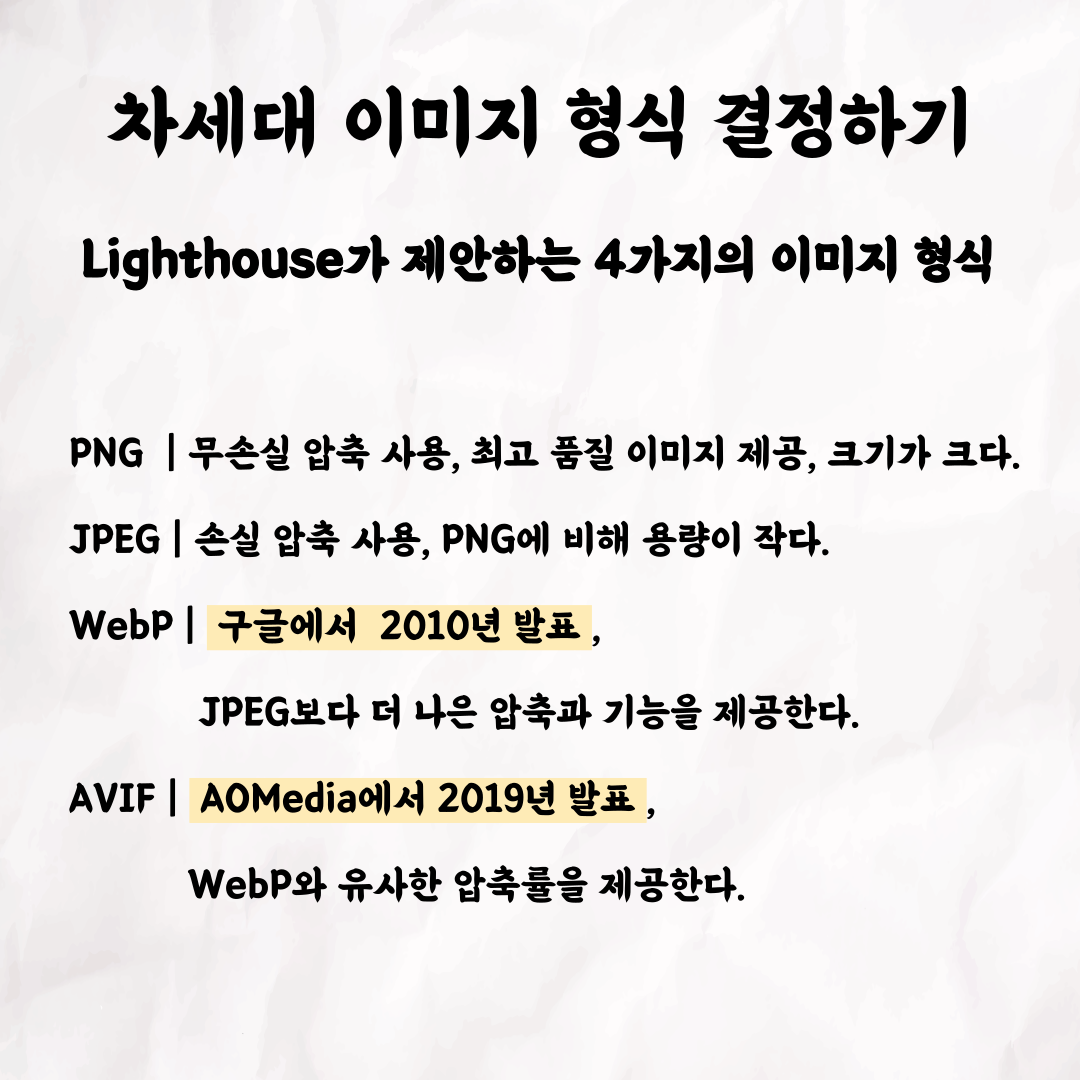 차세대 이미지 형식 결정하기
Lighthouse가 제안하는 4가지의 이미지 형식
PNG | 무손실 압축 사용, 최고 품질 이미지 제공, 크기가 크다.
JPEG | 손실 압축 사용, PNG에 비해 용량이 작다.
WebP | 구글에서 2010년 발표,
JPEG보다 더 나은 압축과 기능을 제공한다.
AVIF | AOMedia에서 2019년 발표,
WebP와 유사한 압축률을 제공한다.